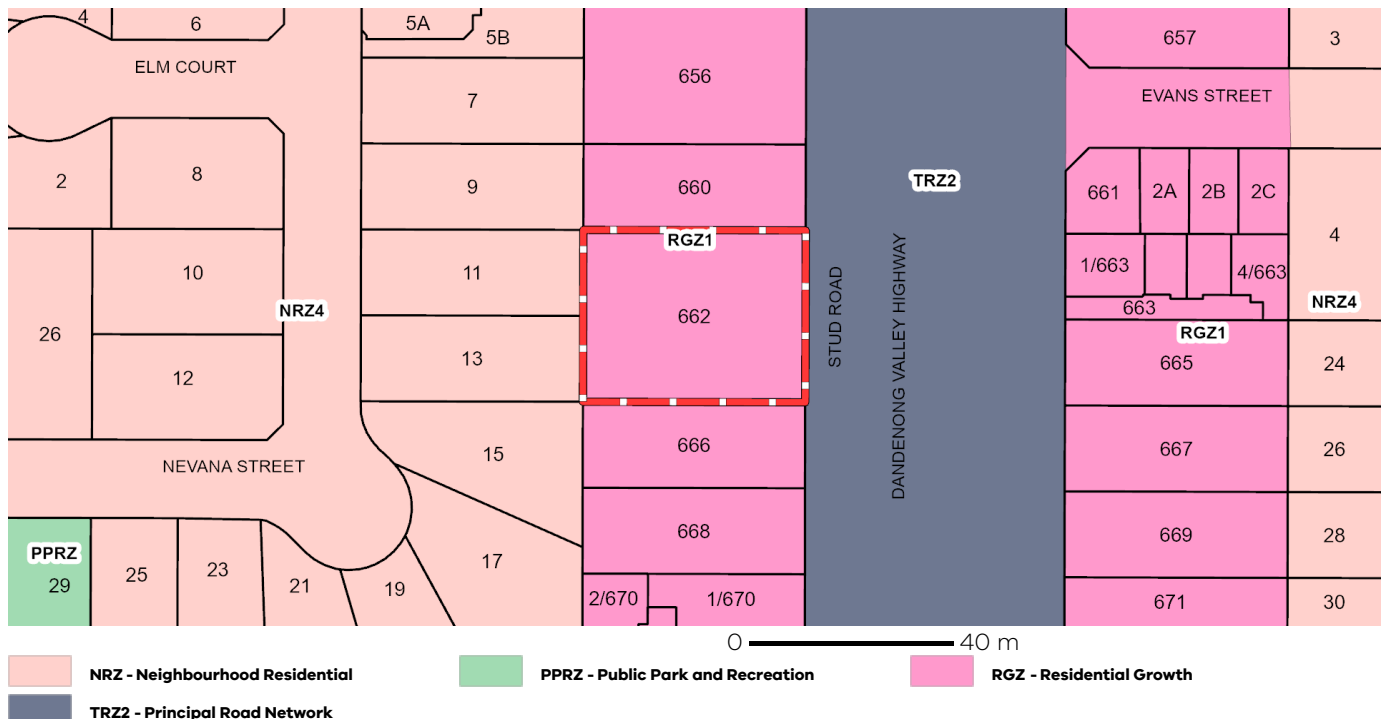 4
6
5A
5B
656
657
3
ELM COURT
7
EVANS STREET
2
8
9
660
TRZ2
661
2A
2B
2C
4
RGZ1
10
11
1/663
4/663
NRZ4
662
STUD ROAD
DANDENONG VALLEY HIGHWAY
663
NRZ4
26
RGZ1
12
13
665
24
15
666
667
26
NEVANA STREET
668
669
28
PPRZ
29
25
23
21
19
17
2/670
1/670
671
30
0 40 m
NRZ - Neighbourhood Residential
PPRZ - Public Park and Recreation
RGZ - Residential Growth
TRZ2 - Principal Road Network